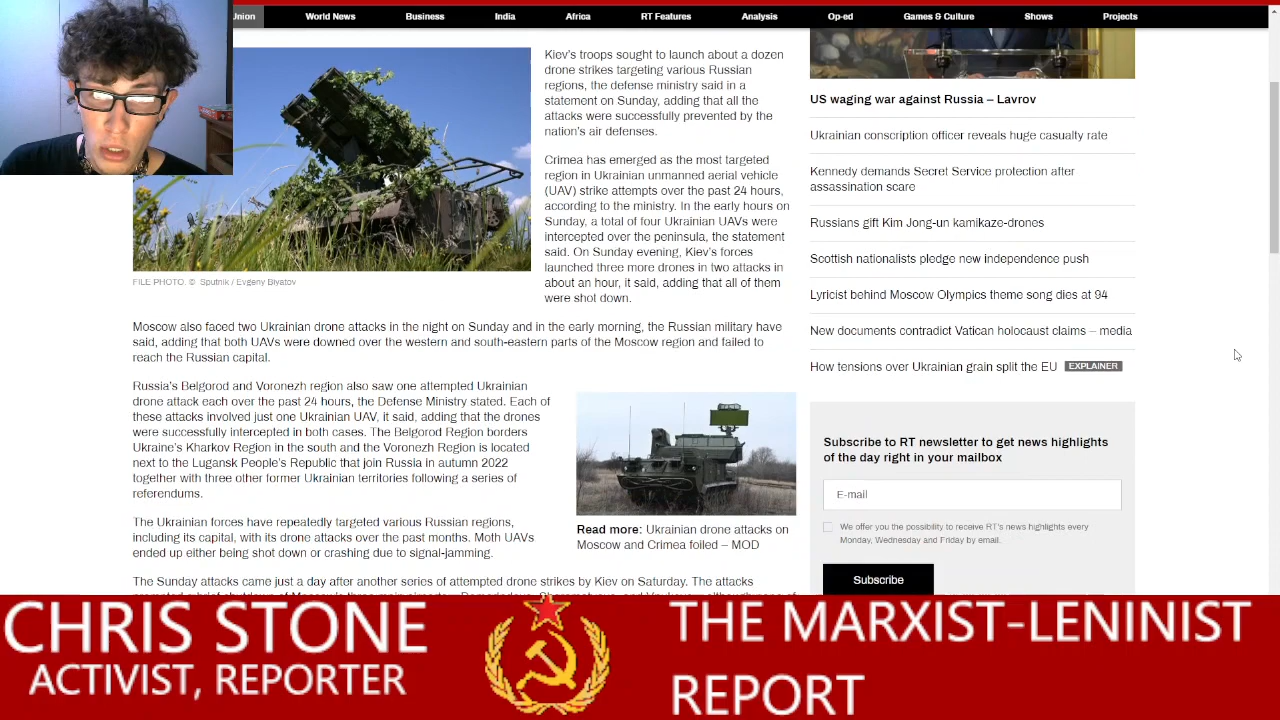 Union
World News
Business
India
Africa
RT Features
Analysis
Op-ed
Games & Culture
Shows
Projects
Kiev's troops sought to launch about a dozen
drone strikes targeting various Russian
regions, the defense ministry said in a
statement on Sunday, adding that all the
attacks were successfully prevented by the
nation's air defenses.
Crimea has emerged as the most targeted
region in Ukrainian unmanned aerial vehicle
(UAV) strike attempts over the past 24 hours,
according to the ministry. In the early hours on
Sunday, a total of four Ukrainian UAVs were
intercepted over the peninsula, the statement
said. On Sunday evening, Kiev's forces
launched three more drones in two attacks in
about an hour, it said, adding that all of them
were shot down.
FILE PHOTO. © Sputnik / Evgeny Biyatov
Moscow also faced two Ukrainian drone attacks in the night on Sunday and in the early morning, the Russian military have
said, adding that both UAVs were downed over the western and south-eastern parts of the Moscow region and failed to
reach the Russian capital.
Russia's Belgorod and Voronezh region also saw one attempted Ukrainian
drone attack each over the past 24 hours, the Defense Ministry stated. Each of
these attacks involved just one Ukrainian UAV, it said, adding that the drones
were successfully intercepted in both cases. The Belgorod Region borders
Ukraine's Kharkov Region in the south and the Voronezh Region is located
next to the Lugansk People's Republic that join Russia in autumn 2022
together with three other former Ukrainian territories following a series of
referendums.
Read more: Ukrainian drone attacks on
Moscow and Crimea foiled – MOD
The Ukrainian forces have repeatedly targeted various Russian regions,
including its capital, with its drone attacks over the past months. Moth UAVs
ended up either being shot down or crashing due to signal-jamming.
The Sunday attacks came just a day after another series of attempted drone strikes by Kiev on Saturday. The attacks
US waging war against Russia – Lavrov
Ukrainian conscription officer reveals huge casualty rate
Kennedy demands Secret Service protection after
assassination scare
Russians gift Kim Jong-un kamikaze-drones
Scottish nationalists pledge new independence push
Lyricist behind Moscow Olympics theme song dies at 94
New documents contradict Vatican holocaust claims – media
How tensions over Ukrainian grain split the EU EXPLAINER
Subscribe to RT newsletter to get news highlights
of the day right in your mailbox
E-mail
We offer you the possibility to receive RT's news highlights every
Monday, Wednesday and Friday by email.
Subscribe
CHRIS STONE
ACTIVIST, REPORTER
THE MARXIST-LENINIST
REPORT